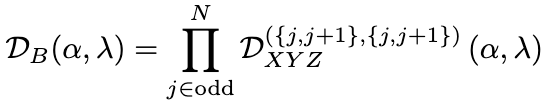 $\mathcal{D}_B(\alpha, \lambda) = \prod_{j \in \text{odd}}^{N} \mathcal{D}_{XYZ}^{(\{j,j+1\},\{j,j+1\})} (\alpha, \lambda)$